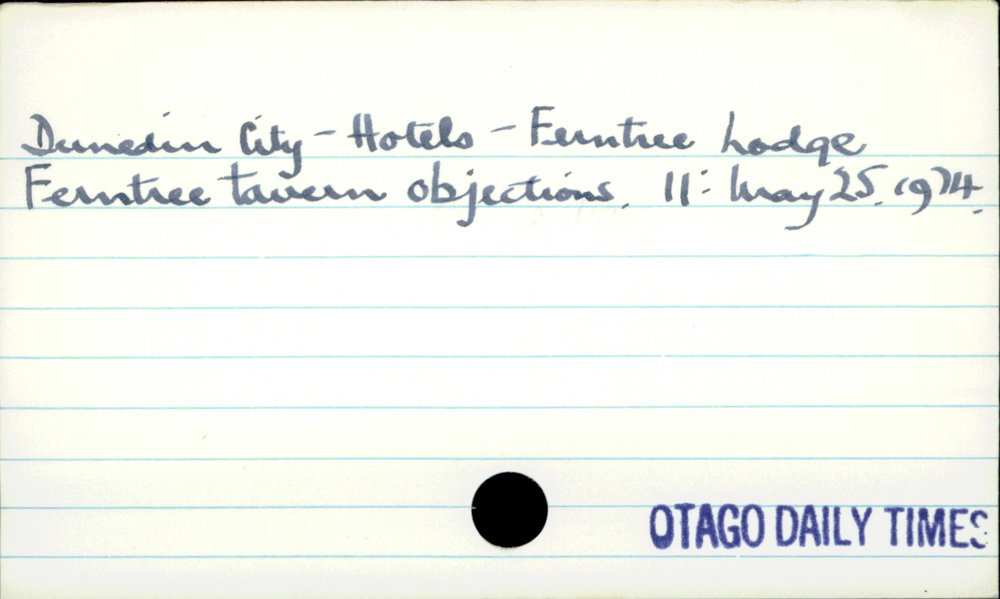 Dunedin City - Hotels - Ferntree Lodge
Ferntree tavern objections. 11: May 25. 1974.
OTAGO DAILY TIMES